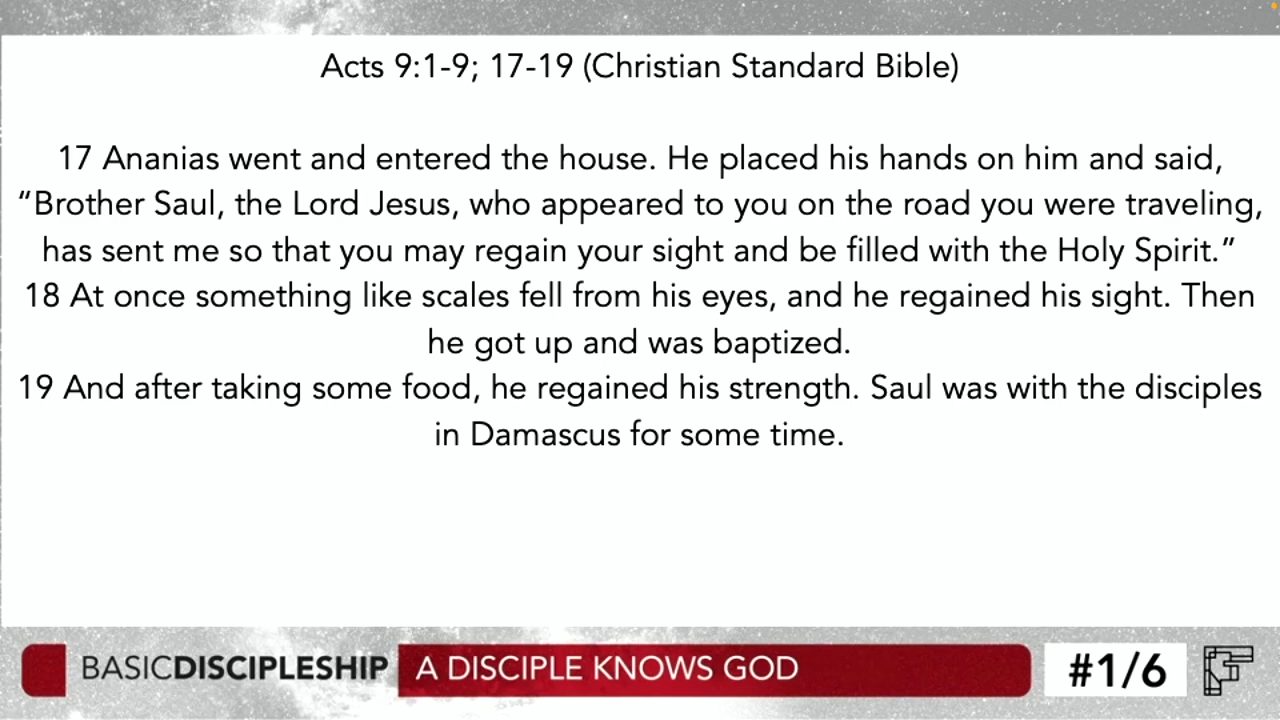 Acts 9:1-9; 17-19 (Christian Standard Bible)
17 Ananias went and entered the house. He placed his hands on him and said,
“Brother Saul, the Lord Jesus, who appeared to you on the road you were traveling,
has sent me so that you may regain your sight and be filled with the Holy Spirit.”
18 At once something like scales fell from his eyes, and he regained his sight. Then
he got up and was baptized.
19 And after taking some food, he regained his strength. Saul was with the disciples
in Damascus for some time.
BASICDISCIPLESHIP A DISCIPLE KNOWS GOD #1/6